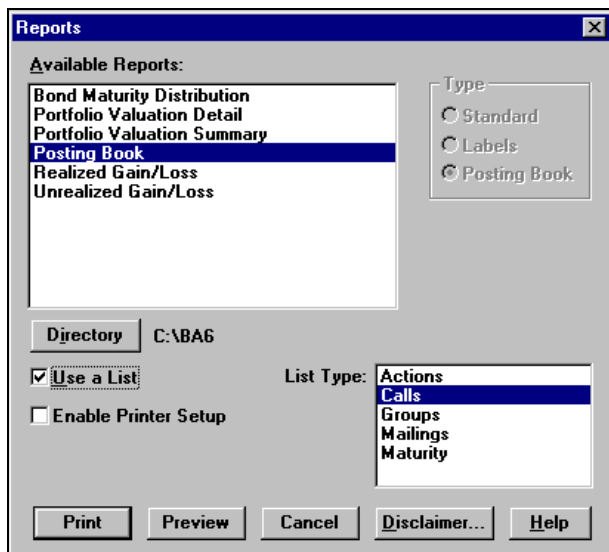 Reports
Available Reports:
Bond Maturity Distribution
Portfolio Valuation Detail
Portfolio Valuation Summary
Posting Book
Realized Gain/Loss
Unrealized Gain/Loss
Type
Standard
Labels
Posting Book
Directory C:\BA6
Use a List
Enable Printer Setup
List Type:
Actions
Calls
Groups
Mailings
Maturity
Print Preview Cancel Disclaimer... Help